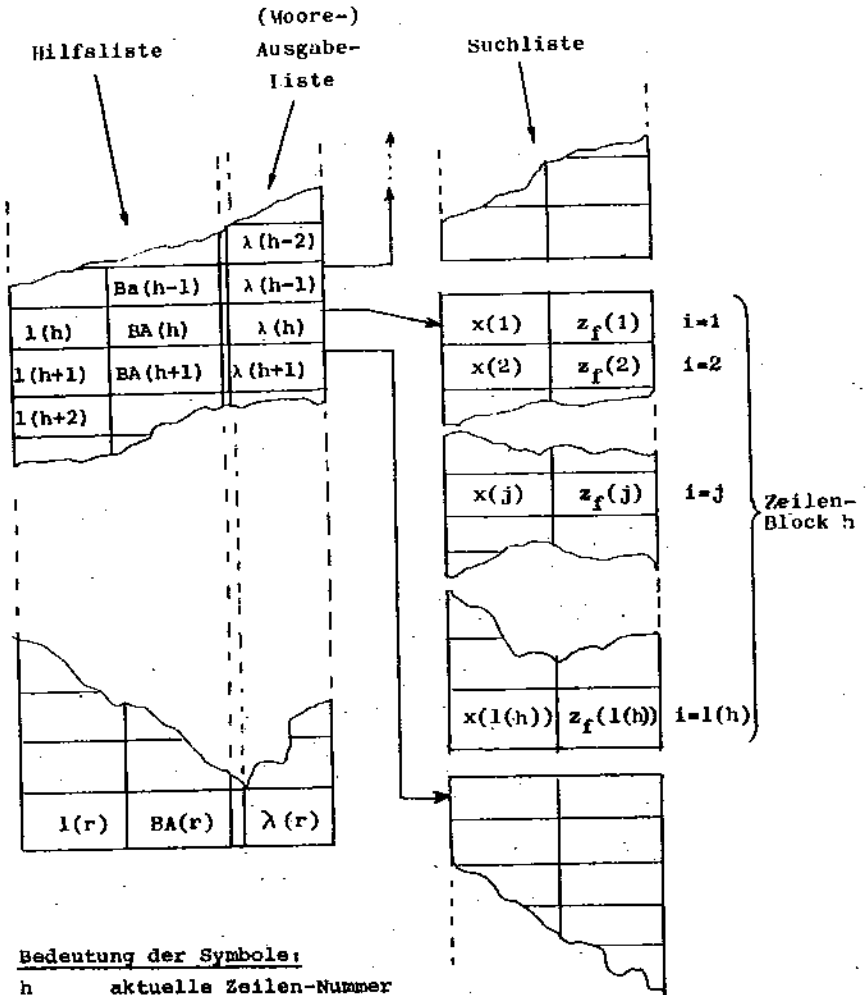 (Moore-)
Hilfsliste
Ausgabe-
Liste
Suchliste
λ(h-2)
Ba(h-1) λ(h-1)
l(h) BA(h) λ(h)
l(h+1) BA(h+1) λ(h+1)
l(h+2)
x(1) z_f(1) i=1
x(2) z_f(2) i=2
x(j) z_f(j) i=j
Zeilen-
Block h
x(l(h)) z_f(l(h)) i=l(h)
l(r) BA(r) λ(r)
Bedeutung der Symbole:
h aktuelle Zeilen-Nummer